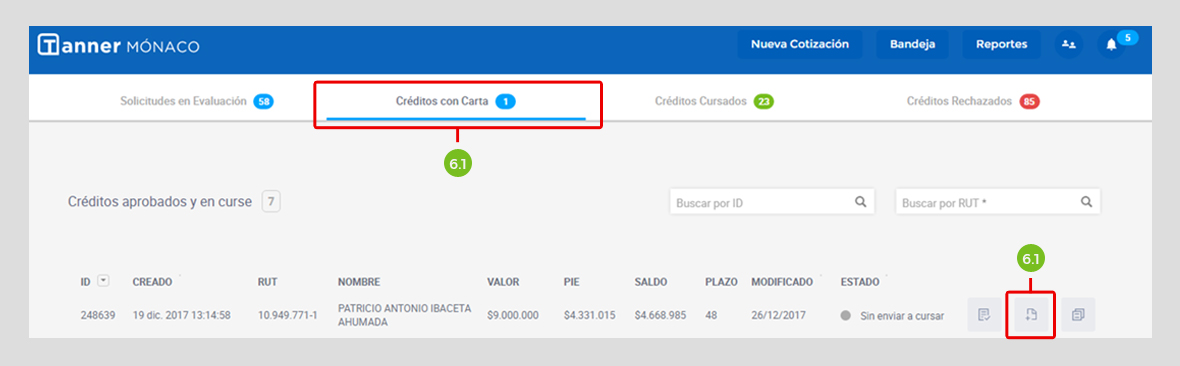 Tanner MÓNACO
Nueva Cotización
Bandeja
Reportes
5
Solicitudes en Evaluación 58
Créditos con Carta 1
Créditos Cursados 23
Créditos Rechazados 85
6.1
Créditos aprobados y en curse 7
Buscar por ID
Buscar por RUT *
6.1
ID CREADO RUT NOMBRE VALOR PIE SALDO PLAZO MODIFICADO ESTADO
248639 19 dic. 2017 13:14:58 10.949.771-1 PATRICIO ANTONIO IBACETA $9.000.000 $4.331.015 $4.668.985 48 26/12/2017 Sin enviar a cursar
AHUMADA